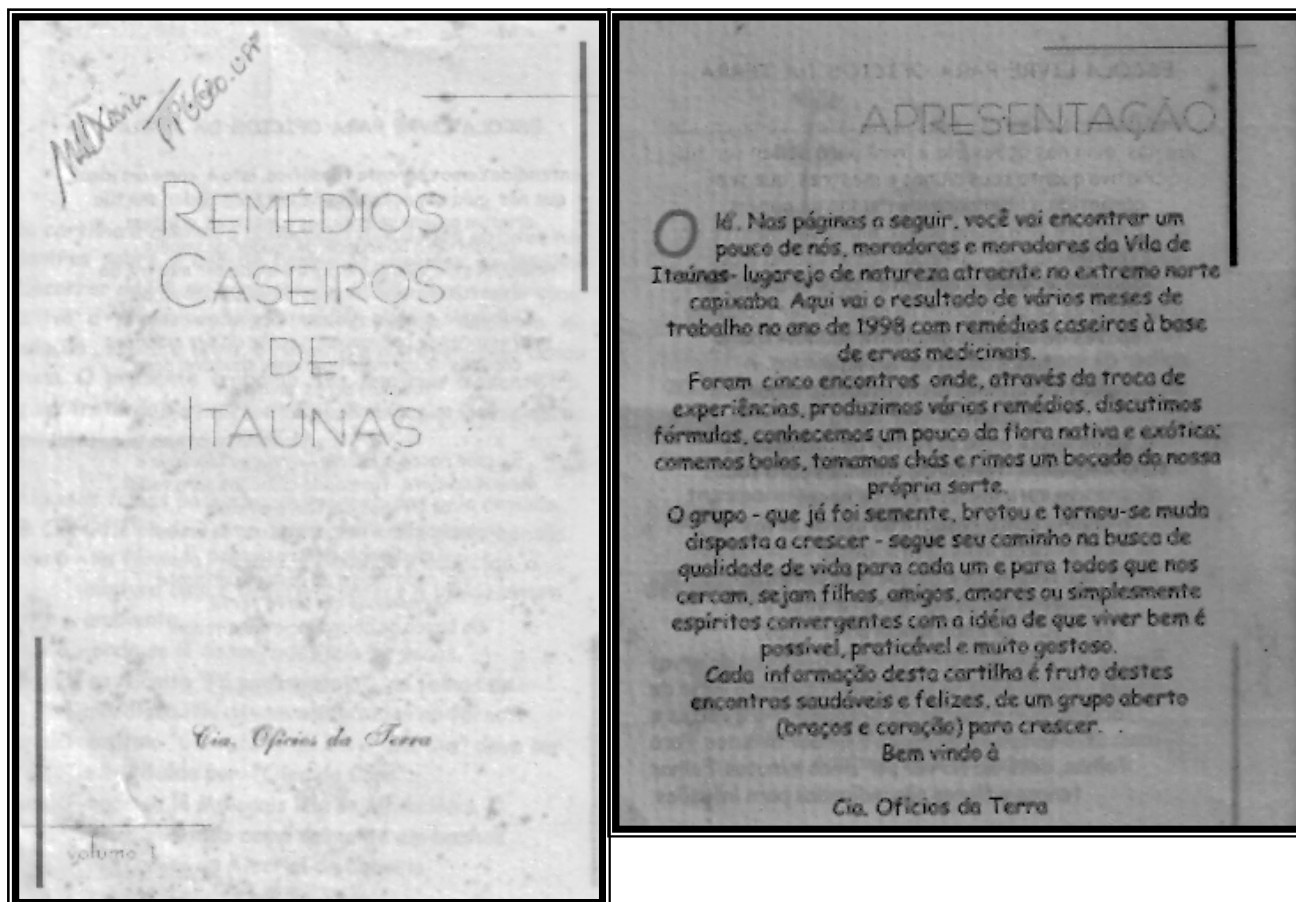 REMÉDIOS
CASEIROS
DE
ITAÚNAS
Cia. Ofícios da Terra
volume 1
APRESENTAÇÃO
Olá. Nas páginas a seguir, você vai encontrar um
pouco de nós, moradoras e moradores da Vila de
Itaúnas- lugarejo de natureza atraente no extremo norte
capixaba. Aqui vai o resultado de vários meses de
trabalho no ano de 1998 com remédios caseiros à base
de ervas medicinais.
Foram cinco encontros onde, através da troca de
experiências, produzimos vários remédios, discutimos
fórmulas, conhecemos um pouco da flora nativa e exótica;
comemos bolos, tomamos chás e rimos um bocado da nossa
própria sorte.
O grupo - que já foi semente, brotou e tornou-se muda
disposta a crescer - segue seu caminho na busca de
qualidade de vida para cada um e para todos que nos
cercam, sejam filhos, amigos, amores ou simplesmente
espíritos convergentes com a idéia de que viver bem é
possível, praticável e muito gostoso.
Cada informação desta cartilha é fruto destes
encontros saudáveis e felizes, de um grupo aberto
(braços e coração) para crescer.
Bem vindo à
Cia. Ofícios da Terra